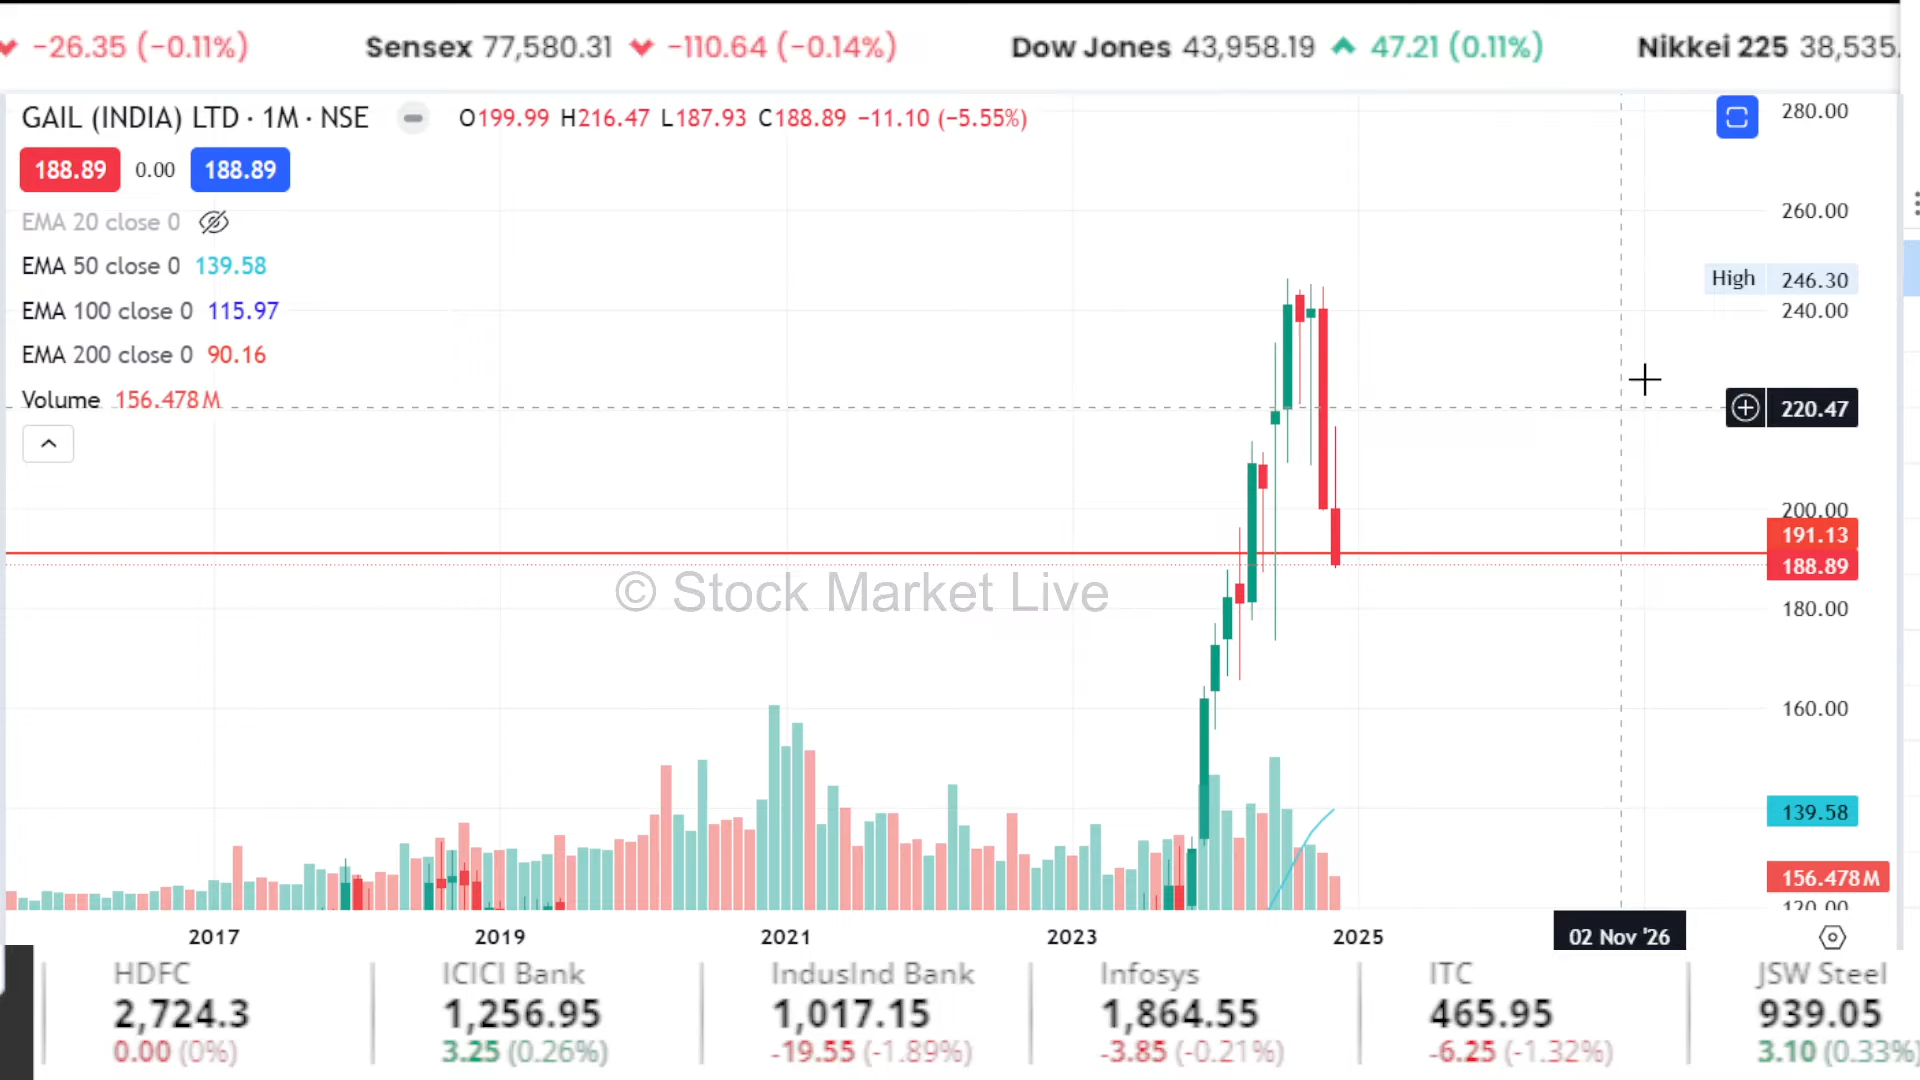 -26.35 (-0.11%) Sensex 77,580.31 -110.64 (-0.14%) Dow Jones 43,958.19 47.21 (0.11%) Nikkei 225 38,535.
GAIL (INDIA) LTD · 1M · NSE O199.99 H216.47 L187.93 C188.89 −11.10 (−5.55%)
188.89 0.00 188.89
EMA 20 close 0
EMA 50 close 0 139.58
EMA 100 close 0 115.97
EMA 200 close 0 90.16
Volume 156.478M
280.00
260.00
High 246.30
240.00
220.47
200.00
191.13
188.89
180.00
160.00
139.58
156.478M
120.00
© Stock Market Live
2017 2019 2021 2023 2025 02 Nov '26
HDFC ICICI Bank IndusInd Bank Infosys ITC JSW Steel
2,724.3 1,256.95 1,017.15 1,864.55 465.95 939.05
0.00 (0%) 3.25 (0.26%) -19.55 (-1.89%) -3.85 (-0.21%) -6.25 (-1.32%) 3.10 (0.33%)